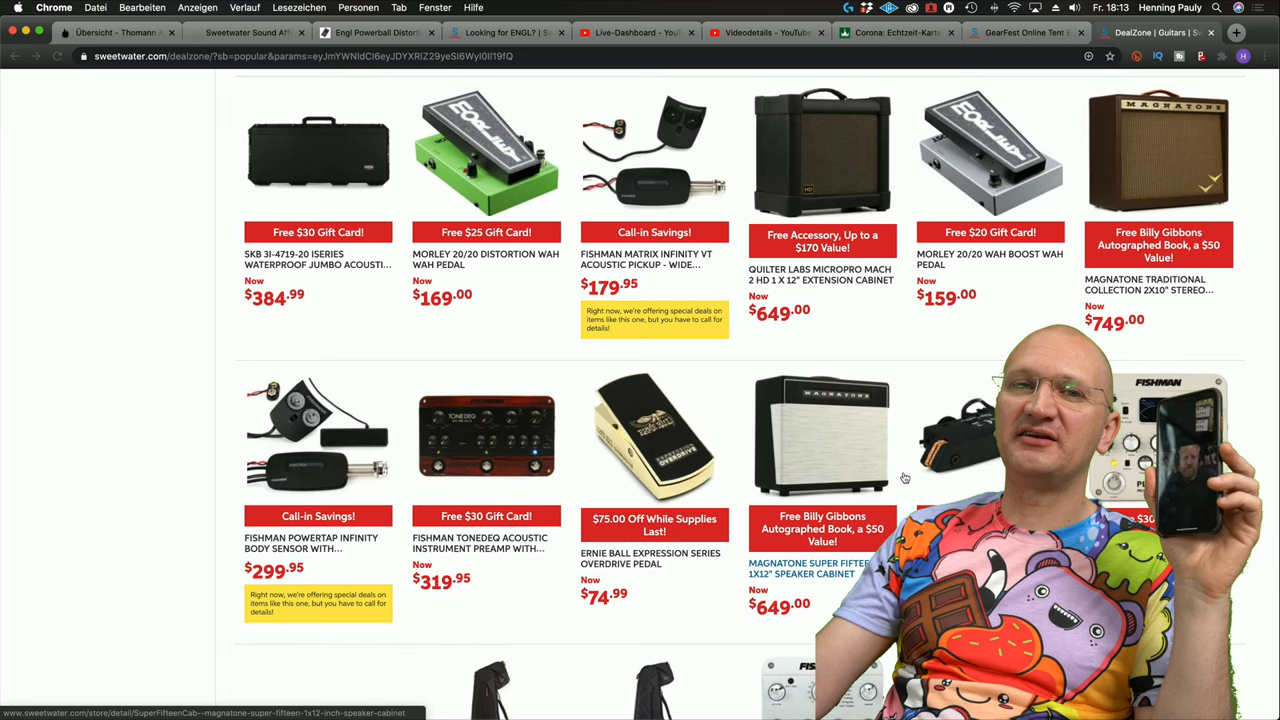 Chrome Datei Bearbeiten Anzeigen Verlauf Lesezeichen Personen Tab Fenster Hilfe Fr. 18:13 Henning Pauly
Übersicht - Thomann A
Sweetwater Sound Aff
Engl Powerball Distorti
Looking for ENGL? | Sw
Live-Dashboard - YouT
Videodetails - YouTube
Corona: Echtzeit-Karte
GearFest Online Tent E
DealZone | Guitars | Sw
sweetwater.com/dealzone/?sb=popular&params=eyJmYWNldCI6eyJDYXRlZ29yeSI6Wyl0Il19fQ
Free $30 Gift Card!
SKB 3I-4719-20 ISERIES
WATERPROOF JUMBO ACOUSTI...
Now
$384.99
Free $25 Gift Card!
MORLEY 20/20 DISTORTION WAH
WAH PEDAL
Now
$169.00
Call-in Savings!
FISHMAN MATRIX INFINITY VT
ACOUSTIC PICKUP - WIDE...
$179.95
Right now, we're offering special deals on
items like this one, but you have to call for
details!
HD
Free Accessory, Up to a
$170 Value!
QUILTER LABS MICROPRO MACH
2 HD 1 X 12" EXTENSION CABINET
Now
$649.00
Free $20 Gift Card!
MORLEY 20/20 WAH BOOST WAH
PEDAL
Now
$159.00
MAGNATONE
Free Billy Gibbons
Autographed Book, a $50
Value!
MAGNATONE TRADITIONAL
COLLECTION 2X10" STEREO...
Now
$749.00
Call-in Savings!
FISHMAN POWERTAP INFINITY
BODY SENSOR WITH...
$299.95
Right now, we're offering special deals on
items like this one, but you have to call for
details!
FISHMAN
TONEDEQ
Free $30 Gift Card!
FISHMAN TONEDEQ ACOUSTIC
INSTRUMENT PREAMP WITH...
Now
$319.95
$75.00 Off While Supplies
Last!
ERNIE BALL EXPRESSION SERIES
OVERDRIVE PEDAL
Now
$74.99
MAGNATONE
Free Billy Gibbons
Autographed Book, a $50
Value!
MAGNATONE SUPER FIFTEE
1X12" SPEAKER CABINET
Now
$649.00
FISHMAN
$30
FISHMAN
www.sweetwater.com/store/detail/SuperFifteenCab--magnatone-super-fifteen-1x12-inch-speaker-cabinet